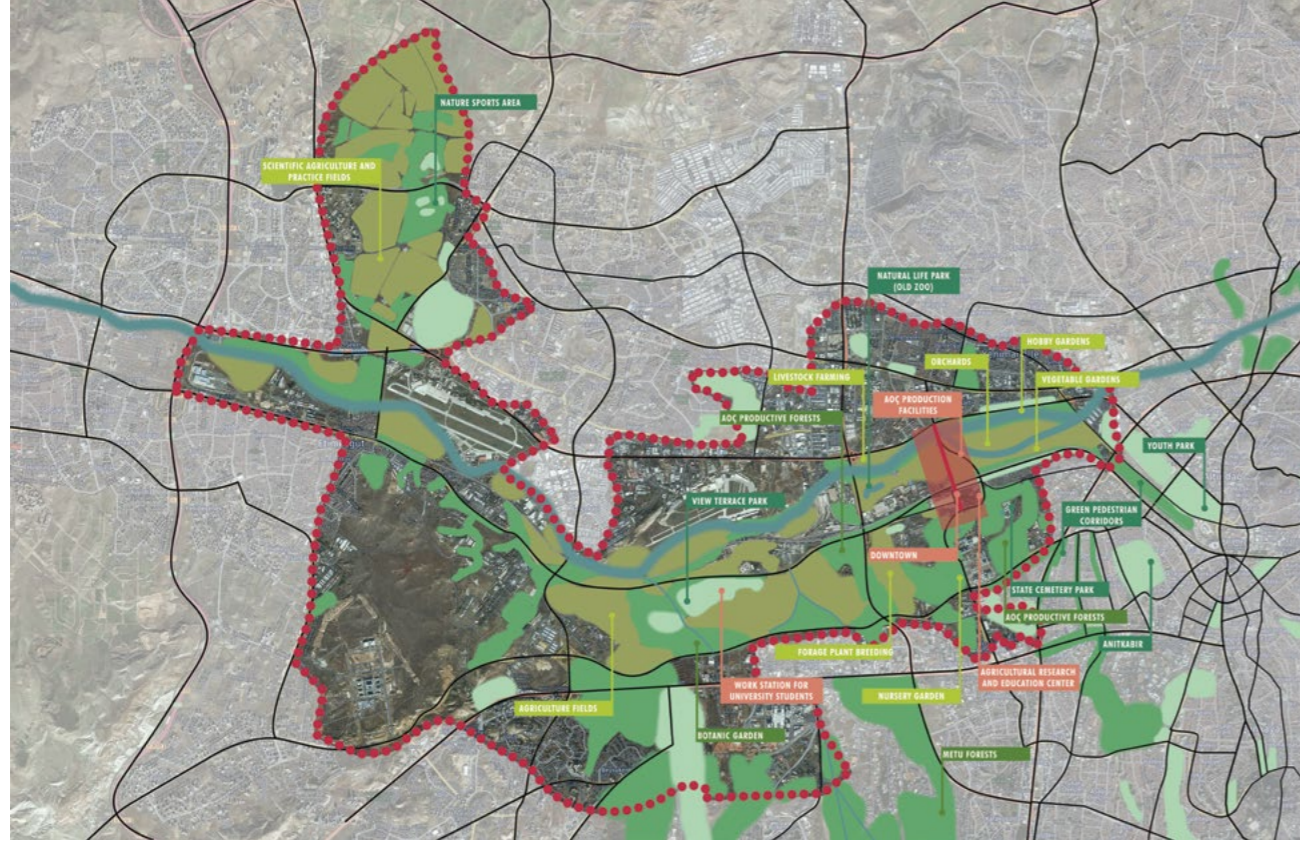 NATURE SPORTS AREA
SCIENTIFIC AGRICULTURE AND
PRACTICE FIELDS
NATURAL LIFE PARK
(OLD ZOO)
HOBBY GARDENS
ORCHARDS
LIVESTOCK FARMING
VEGETABLE GARDENS
AOÇ PRODUCTION
FACILITIES
AOÇ PRODUCTIVE FORESTS
YOUTH PARK
VIEW TERRACE PARK
GREEN PEDESTRIAN
CORRIDORS
DOWNTOWN
STATE CEMETERY PARK
AOÇ PRODUCTIVE FORESTS
ANITKABIR
FORAGE PLANT BREEDING
AGRICULTURAL RESEARCH
AND EDUCATION CENTER
WORK STATION FOR
UNIVERSITY STUDENTS
NURSERY GARDEN
AGRICULTURE FIELDS
BOTANIC GARDEN
METU FORESTS